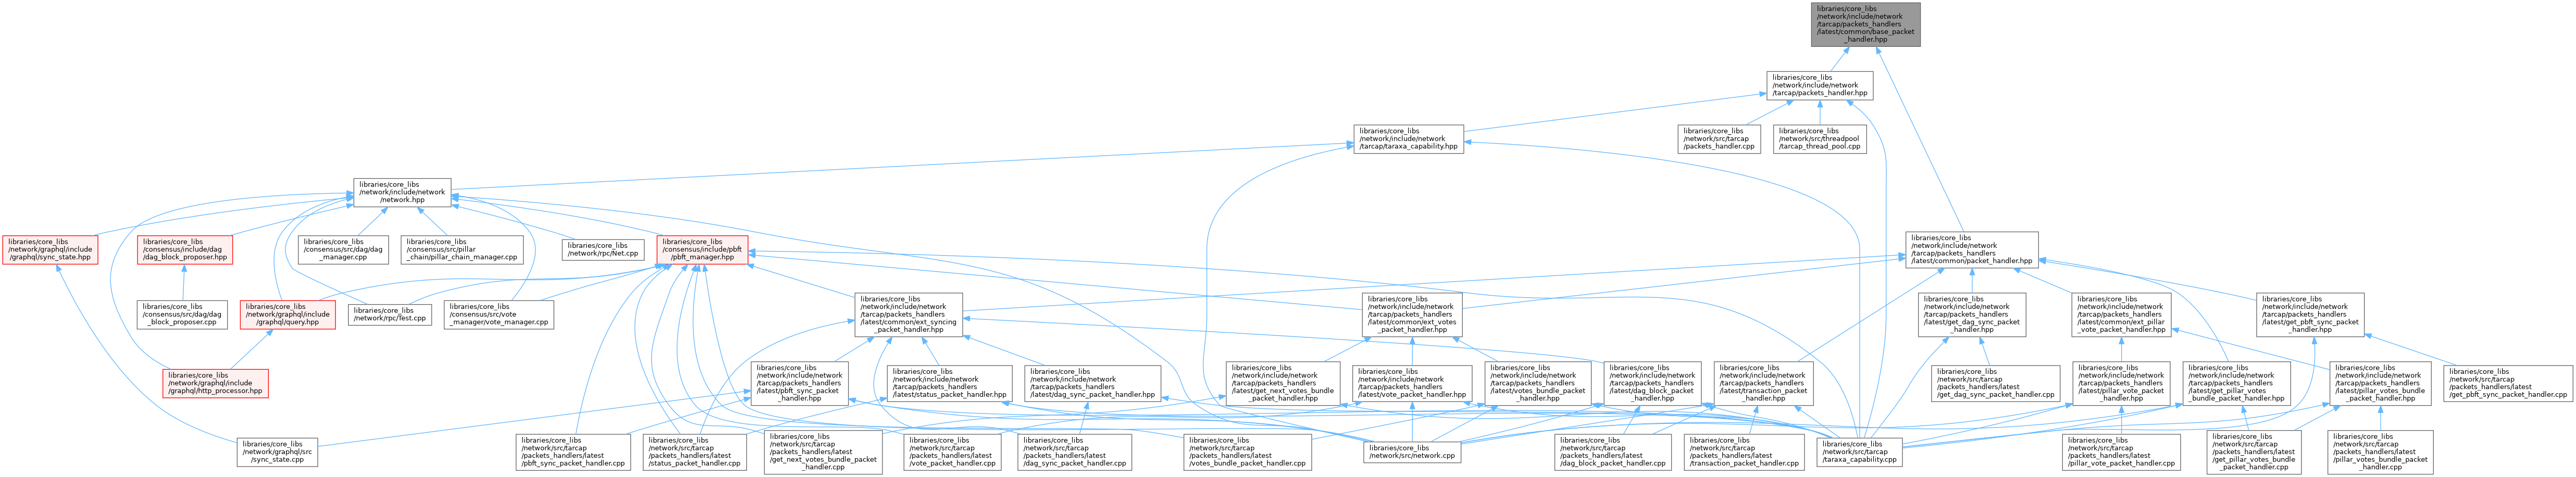 libraries/core_libs
/network/include/network
/tarcap/packets_handlers
/latest/common/base_packet
_handler.hpp
libraries/core_libs
/network/include/network
/tarcap/packets_handler.hpp
libraries/core_libs
/network/include/network
/tarcap/taraxa_capability.hpp
libraries/core_libs
/network/src/tarcap
/packets_handler.cpp
libraries/core_libs
/network/src/threadpool
/tarcap_thread_pool.cpp
libraries/core_libs
/network/include/network
/network.hpp
libraries/core_libs
/network/graphql/include
/graphql/sync_state.hpp
libraries/core_libs
/consensus/include/dag
/dag_block_proposer.hpp
libraries/core_libs
/consensus/src/dag/dag
_manager.cpp
libraries/core_libs
/consensus/src/pillar
_chain/pillar_chain_manager.cpp
libraries/core_libs
/network/rpc/Net.cpp
libraries/core_libs
/consensus/include/pbft
/pbft_manager.hpp
libraries/core_libs
/network/include/network
/tarcap/packets_handlers
/latest/common/packet_handler.hpp
libraries/core_libs
/consensus/src/dag/dag
_block_proposer.cpp
libraries/core_libs
/network/graphql/include
/graphql/query.hpp
libraries/core_libs
/network/rpc/Test.cpp
libraries/core_libs
/consensus/src/vote
_manager/vote_manager.cpp
libraries/core_libs
/network/include/network
/tarcap/packets_handlers
/latest/common/ext_syncing
_packet_handler.hpp
libraries/core_libs
/network/include/network
/tarcap/packets_handlers
/latest/common/ext_votes
_packet_handler.hpp
libraries/core_libs
/network/include/network
/tarcap/packets_handlers
/latest/get_dag_sync_packet
_handler.hpp
libraries/core_libs
/network/include/network
/tarcap/packets_handlers
/latest/common/ext_pillar
_vote_packet_handler.hpp
libraries/core_libs
/network/include/network
/tarcap/packets_handlers
/latest/get_pbft_sync_packet
_handler.hpp
libraries/core_libs
/network/graphql/include
/graphql/http_processor.hpp
libraries/core_libs
/network/include/network
/tarcap/packets_handlers
/latest/pbft_sync_packet
_handler.hpp
libraries/core_libs
/network/include/network
/tarcap/packets_handlers
/latest/status_packet_handler.hpp
libraries/core_libs
/network/include/network
/tarcap/packets_handlers
/latest/dag_sync_packet_handler.hpp
libraries/core_libs
/network/include/network
/tarcap/packets_handlers
/latest/get_next_votes_bundle
_packet_handler.hpp
libraries/core_libs
/network/include/network
/tarcap/packets_handlers
/latest/vote_packet_handler.hpp
libraries/core_libs
/network/include/network
/tarcap/packets_handlers
/latest/votes_bundle_packet
_handler.hpp
libraries/core_libs
/network/include/network
/tarcap/packets_handlers
/latest/dag_block_packet
_handler.hpp
libraries/core_libs
/network/include/network
/tarcap/packets_handlers
/latest/transaction_packet
_handler.hpp
libraries/core_libs
/network/src/tarcap
/packets_handlers/latest
/get_dag_sync_packet_handler.cpp
libraries/core_libs
/network/include/network
/tarcap/packets_handlers
/latest/pillar_vote_packet
_handler.hpp
libraries/core_libs
/network/include/network
/tarcap/packets_handlers
/latest/get_pillar_votes
_bundle_packet_handler.hpp
libraries/core_libs
/network/include/network
/tarcap/packets_handlers
/latest/pillar_votes_bundle
_packet_handler.hpp
libraries/core_libs
/network/src/tarcap
/packets_handlers/latest
/get_pbft_sync_packet_handler.cpp
libraries/core_libs
/network/graphql/src
/sync_state.cpp
libraries/core_libs
/network/src/tarcap
/packets_handlers/latest
/pbft_sync_packet_handler.cpp
libraries/core_libs
/network/src/tarcap
/packets_handlers/latest
/status_packet_handler.cpp
libraries/core_libs
/network/src/tarcap
/packets_handlers/latest
/get_next_votes_bundle_packet
_handler.cpp
libraries/core_libs
/network/src/tarcap
/packets_handlers/latest
/vote_packet_handler.cpp
libraries/core_libs
/network/src/tarcap
/packets_handlers/latest
/dag_sync_packet_handler.cpp
libraries/core_libs
/network/src/tarcap
/packets_handlers/latest
/votes_bundle_packet_handler.cpp
libraries/core_libs
/network/src/network.cpp
libraries/core_libs
/network/src/tarcap
/packets_handlers/latest
/dag_block_packet_handler.cpp
libraries/core_libs
/network/src/tarcap
/packets_handlers/latest
/transaction_packet_handler.cpp
libraries/core_libs
/network/src/tarcap
/taraxa_capability.cpp
libraries/core_libs
/network/src/tarcap
/packets_handlers/latest
/pillar_vote_packet_handler.cpp
libraries/core_libs
/network/src/tarcap
/packets_handlers/latest
/get_pillar_votes_bundle
_packet_handler.cpp
libraries/core_libs
/network/src/tarcap
/packets_handlers/latest
/pillar_votes_bundle_packet
_handler.cpp